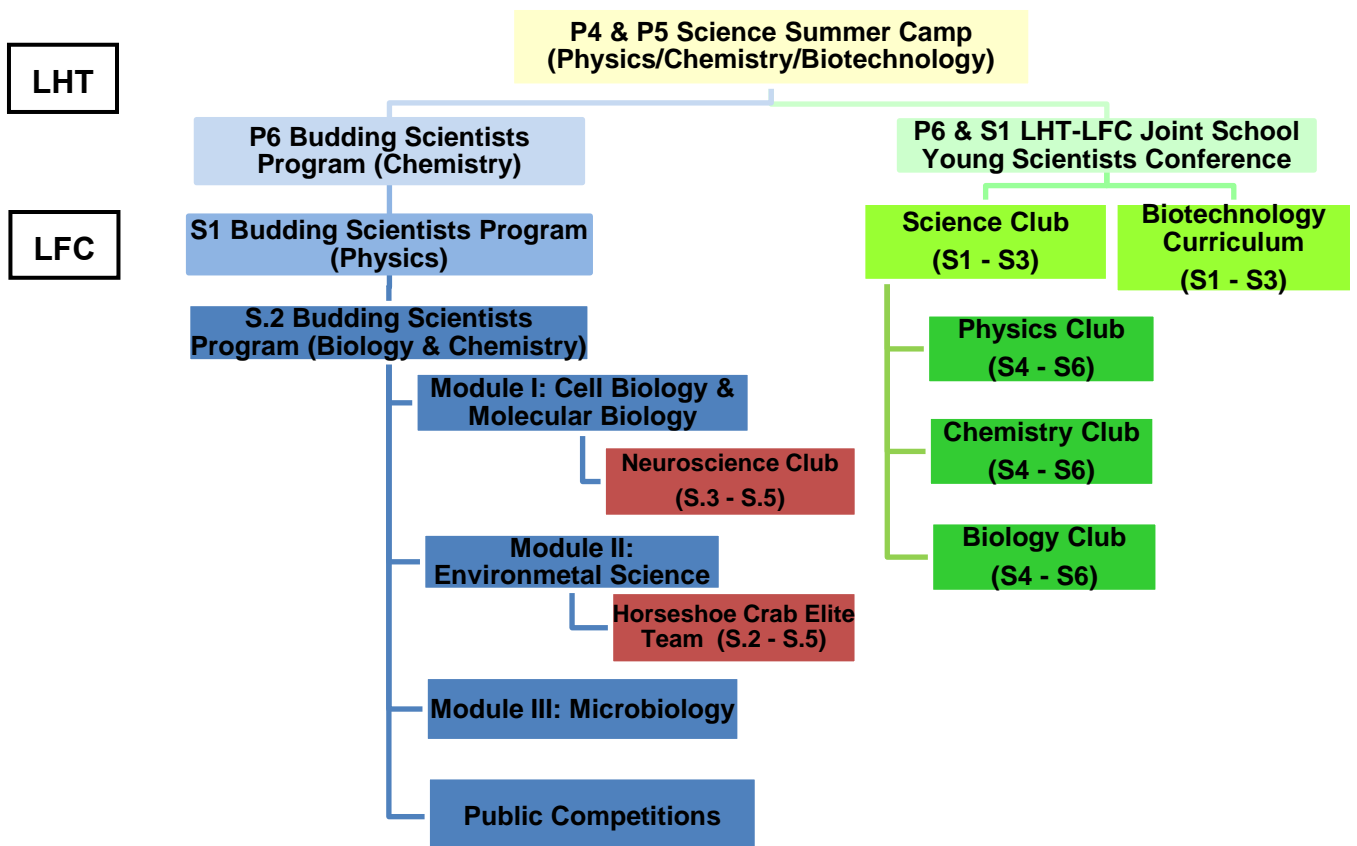 P4 & P5 Science Summer Camp
(Physics/Chemistry/Biotechnology)
LHT
P6 Budding Scientists
Program (Chemistry)
P6 & S1 LHT-LFC Joint School
Young Scientists Conference
LFC
S1 Budding Scientists Program
(Physics)
Science Club
(S1 - S3)
Biotechnology
Curriculum
(S1 - S3)
S.2 Budding Scientists
Program (Biology & Chemistry)
Physics Club
(S4 - S6)
Module I: Cell Biology &
Molecular Biology
Chemistry Club
(S4 - S6)
Neuroscience Club
(S.3 - S.5)
Biology Club
(S4 - S6)
Module II:
Environmetal Science
Horseshoe Crab Elite
Team (S.2 - S.5)
Module III: Microbiology
Public Competitions